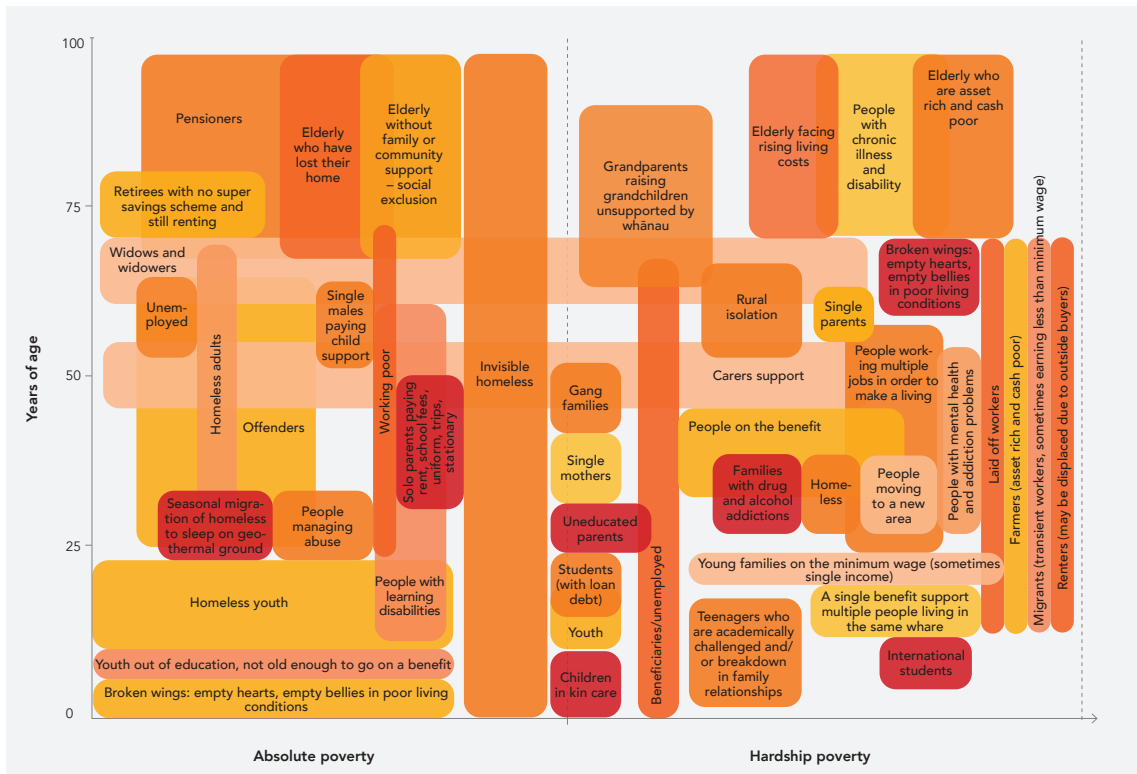 100
75
50
25
0
Years of age
Pensioners
Elderly
who have
lost their
home
Elderly
without
family or
community
support
– social
exclusion
Retirees with no super
savings scheme and
still renting
Widows and
widowers
Unem-
ployed
Homeless adults
Single
males
paying
child
support
Working poor
Offenders
Solo parents paying
rent, school fees,
uniform, trips,
stationary
Seasonal migra-
tion of homeless
to sleep on geo-
thermal ground
People
managing
abuse
People with
learning
disabilities
Homeless youth
Youth out of education, not old enough to go on a benefit
Broken wings: empty hearts, empty bellies in poor living
conditions
Invisible
homeless
Grandparents
raising
grandchildren
unsupported by
whānau
Gang
families
Single
mothers
Uneducated
parents
Students
(with loan
debt)
Youth
Children
in kin care
Beneficiaries/unemployed
Elderly facing
rising living
costs
People
with
chronic
illness
and
disability
Elderly who
are asset
rich and cash
poor
Rural
isolation
Single
parents
Broken wings:
empty hearts,
empty bellies
in poor living
conditions
Carers support
People work-
ing multiple
jobs in order to
make a living
People on the benefit
Families
with drug
and alcohol
addictions
Home-
less
People
moving
to a new
area
People with mental health
and addiction problems
Laid off workers
Farmers (asset rich and cash poor)
Migrants (transient workers, sometimes earning less than minimum wage)
Renters (may be displaced due to outside buyers)
Young families on the minimum wage (sometimes
single income)
A single benefit support
multiple people living in
the same whare
Teenagers who
are academically
challenged and/
or breakdown
in family
relationships
International
students
Absolute poverty
Hardship poverty